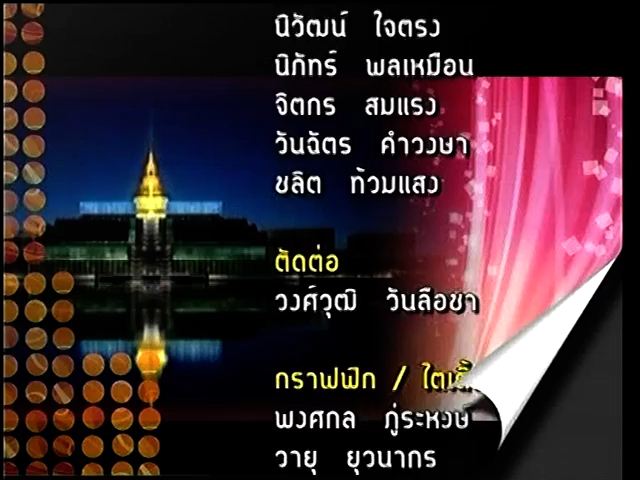 นิวัฒน์ ใจตรง
นิภัทร์ พลเหมือน
จิตกร สมแรง
วันฉัตร คำวงษา
ชลิต ท้วมแสง
ตัดต่อ
วงศ์วุฒิ วันลือชา
กราฟฟิก /
พงศกล ภู่ระหงษ์
วายุ ยุวนากร